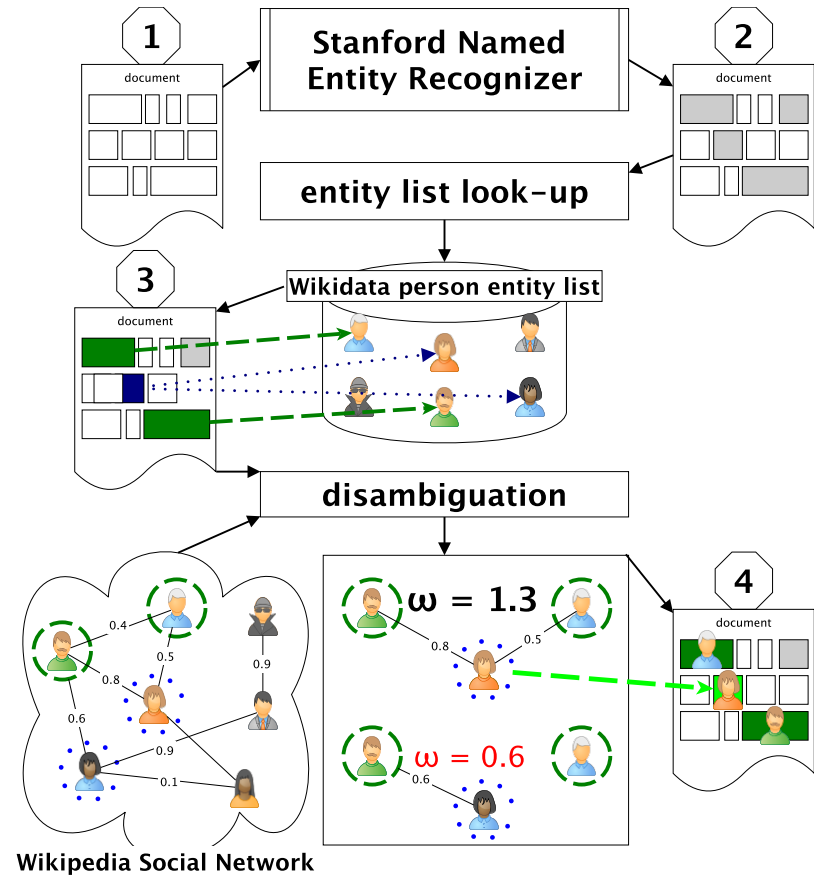 1
document
Stanford Named
Entity Recognizer
2
document
entity list look-up
3
document
Wikidata person entity list
disambiguation
0.4
0.5
0.8
0.9
0.6
0.9
0.1
Wikipedia Social Network
ω = 1.3
0.8
0.5
ω = 0.6
0.6
4
document